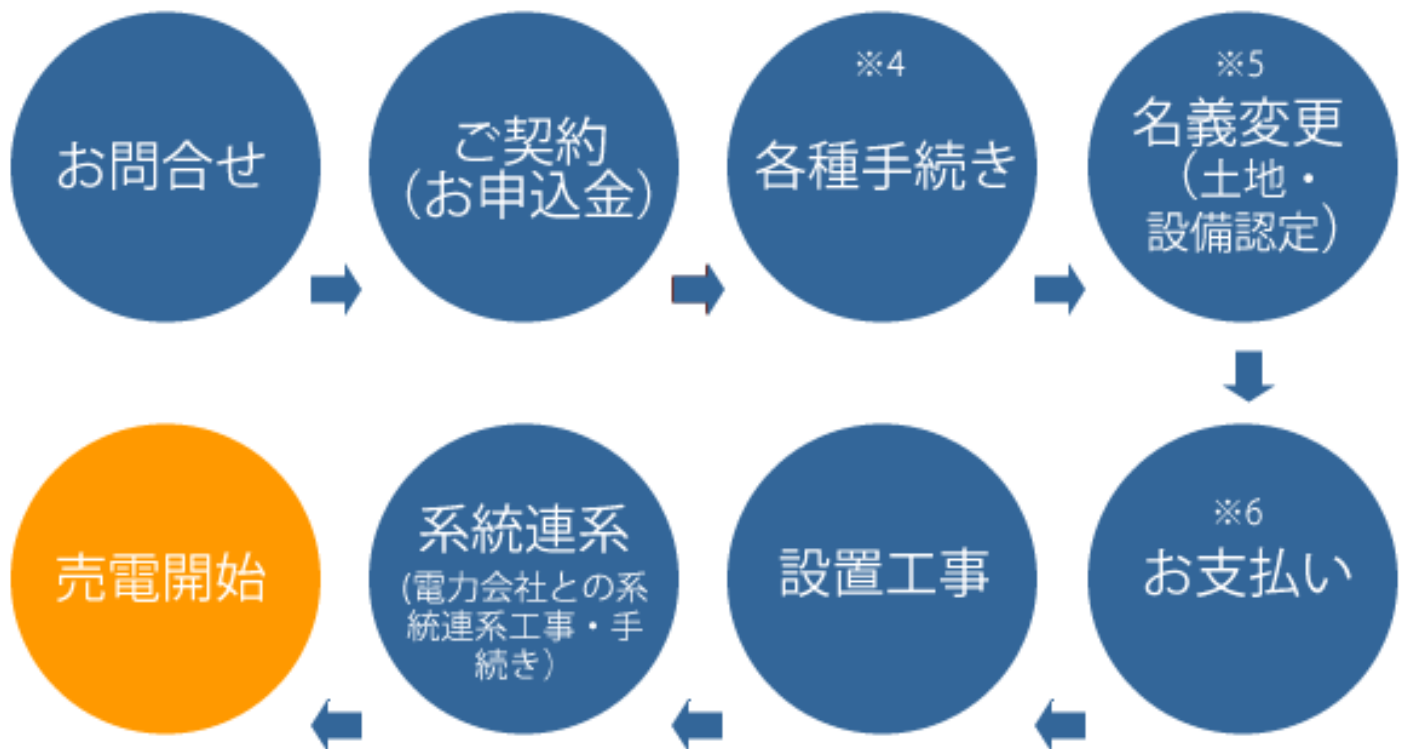 お問合せ
ご契約
（お申込金）
※4
各種手続き
※5
名義変更
（土地・
設備認定）
※6
お支払い
設置工事
系統連系
(電力会社との系
統連系工事・手
続き）
売電開始